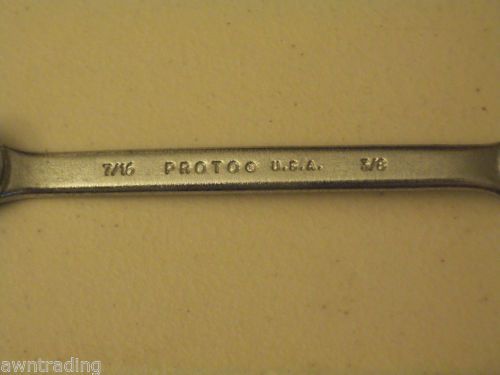 7/16 PROTO® U.S.A. 3/8
awntrading